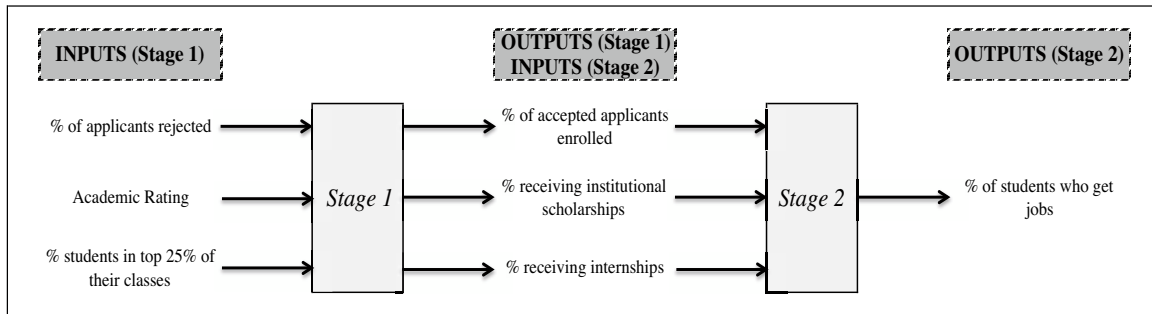 INPUTS (Stage 1)
OUTPUTS (Stage 1)
INPUTS (Stage 2)
OUTPUTS (Stage 2)
% of applicants rejected
Academic Rating
% students in top 25% of
their classes
Stage 1
% of accepted applicants
enrolled
% receiving institutional
scholarships
% receiving internships
Stage 2
% of students who get
jobs